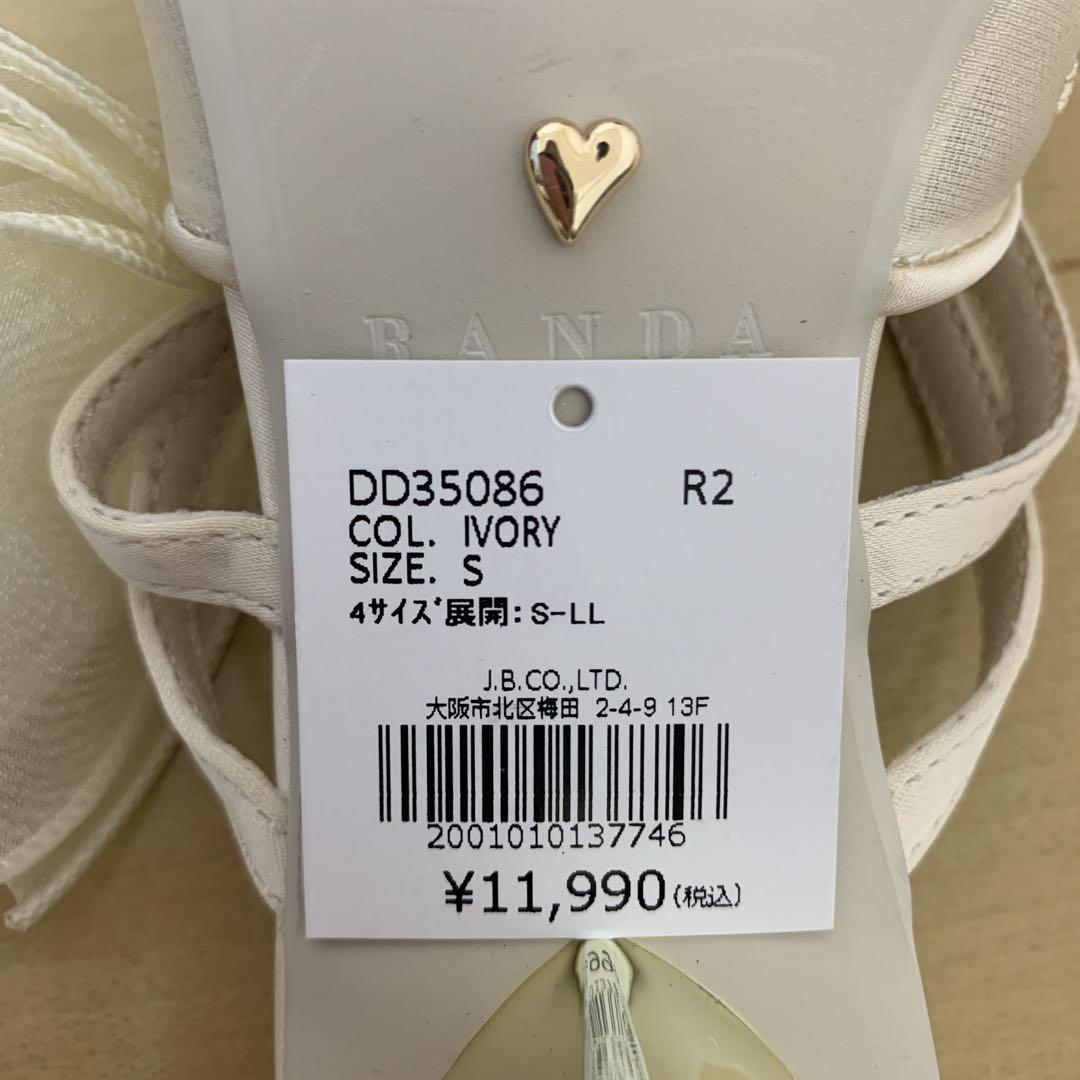 RANDA
DD35086 R2
COL. IVORY
SIZE. S
4サイズ展開: S-LL
J.B.CO.,LTD.
大阪市北区梅田 2-4-9 13F
2001010137746
¥11,990(税込)